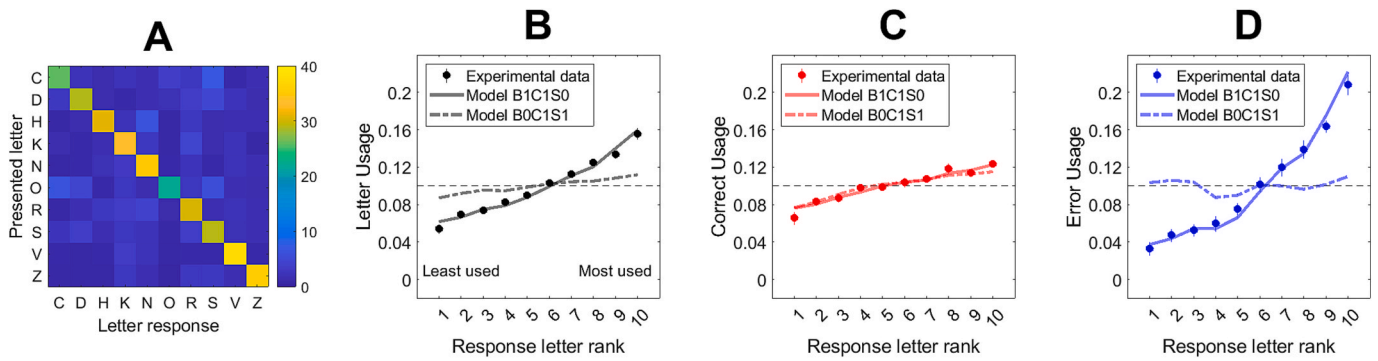 A
Presented letter
C
D
H
K
N
O
R
S
V
Z
C D H K N O R S V Z
Letter response
40
30
20
10
0
B
Experimental data
Model B1C1S0
Model B0C1S1
Letter Usage
0.2
0.16
0.12
0.08
0.04
0
Least used Most used
1 2 3 4 5 6 7 8 9 10
Response letter rank
C
Experimental data
Model B1C1S0
Model B0C1S1
Correct Usage
0.2
0.16
0.12
0.08
0.04
0
1 2 3 4 5 6 7 8 9 10
Response letter rank
D
Experimental data
Model B1C1S0
Model B0C1S1
Error Usage
0.2
0.16
0.12
0.08
0.04
0
1 2 3 4 5 6 7 8 9 10
Response letter rank